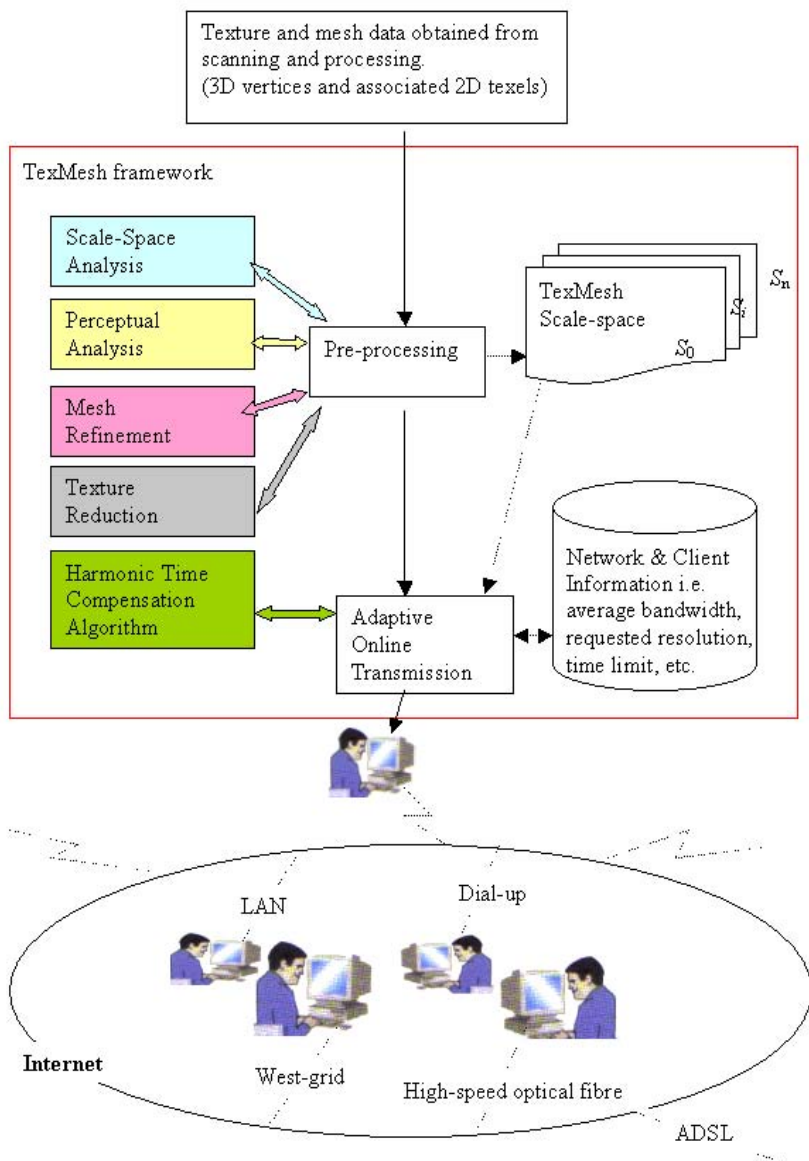 Texture and mesh data obtained from
scanning and processing.
(3D vertices and associated 2D texels)
TexMesh framework
Scale-Space
Analysis
Perceptual
Analysis
Mesh
Refinement
Texture
Reduction
Harmonic Time
Compensation
Algorithm
Pre-processing
TexMesh
Scale-space
S0
Si
Sn
Adaptive
Online
Transmission
Network & Client
Information i.e.
average bandwidth,
requested resolution,
time limit, etc.
LAN
Dial-up
Internet
West-grid
High-speed optical fibre
ADSL